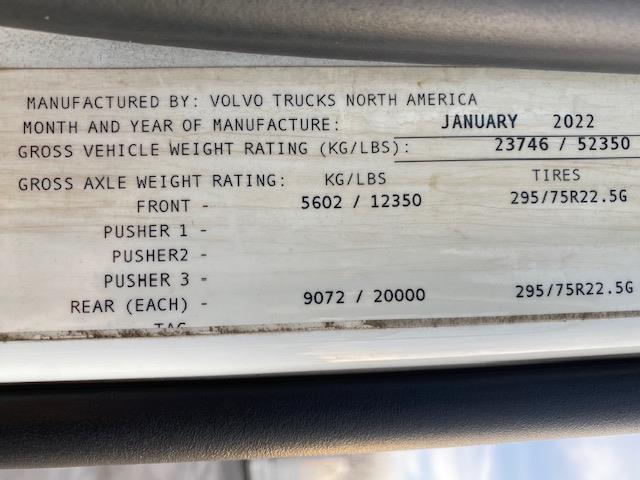 MANUFACTURED BY: VOLVO TRUCKS NORTH AMERICA
MONTH AND YEAR OF MANUFACTURE: JANUARY 2022
GROSS VEHICLE WEIGHT RATING (KG/LBS): 23746 / 52350
GROSS AXLE WEIGHT RATING: KG/LBS TIRES
FRONT - 5602 / 12350 295/75R22.5G
PUSHER 1 -
PUSHER2 -
PUSHER 3 -
REAR (EACH) - 9072 / 20000 295/75R22.5G